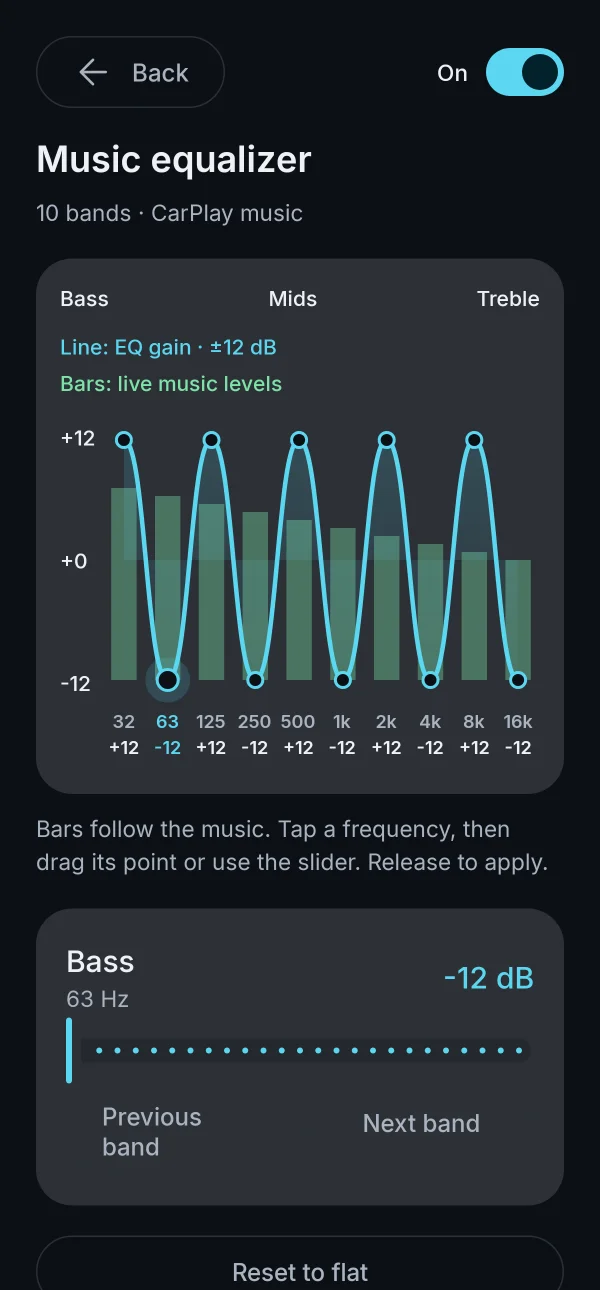 Back
On
Music equalizer
10 bands · CarPlay music
Bass Mids Treble
Line: EQ gain · ±12 dB
Bars: live music levels
+12
+0
-12
32 63 125 250 500 1k 2k 4k 8k 16k
+12 -12 +12 -12 +12 -12 +12 -12 +12 -12
Bars follow the music. Tap a frequency, then
drag its point or use the slider. Release to apply.
Bass
-12 dB
63 Hz
Previous
band
Next band
Reset to flat